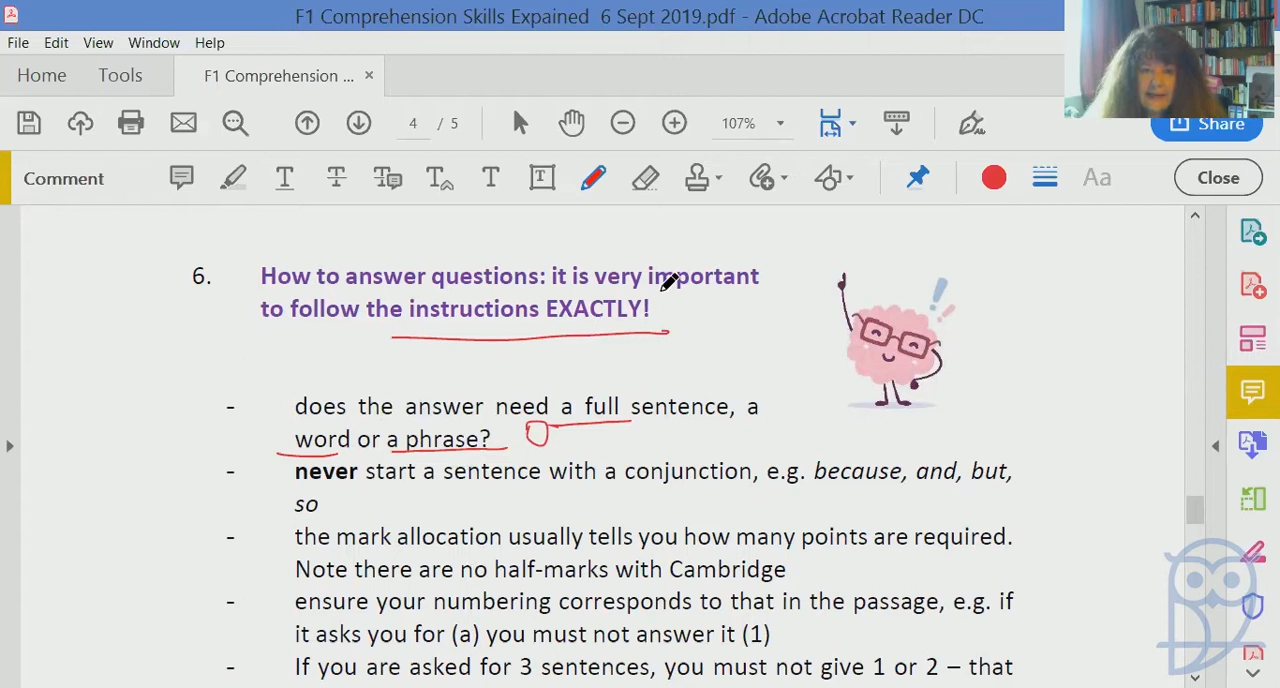 F1 Comprehension Skills Expained 6 Sept 2019.pdf - Adobe Acrobat Reader DC
File Edit View Window Help
Home Tools F1 Comprehension ... ×
4 / 5 107% Share
Comment Aa Close
6. How to answer questions: it is very important
to follow the instructions EXACTLY!
- does the answer need a full sentence, a
word or a phrase?
- never start a sentence with a conjunction, e.g. because, and, but,
so
- the mark allocation usually tells you how many points are required.
Note there are no half-marks with Cambridge
- ensure your numbering corresponds to that in the passage, e.g. if
it asks you for (a) you must not answer it (1)
- If you are asked for 3 sentences, you must not give 1 or 2 – that